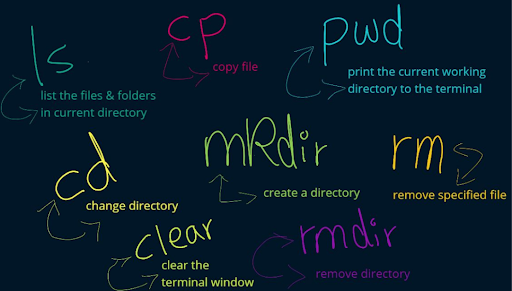 ls
list the files & folders
in current directory
cp
copy file
pwd
print the current working
directory to the terminal
cd
change directory
mkdir
create a directory
rm
remove specified file
clear
clear the
terminal window
rmdir
remove directory